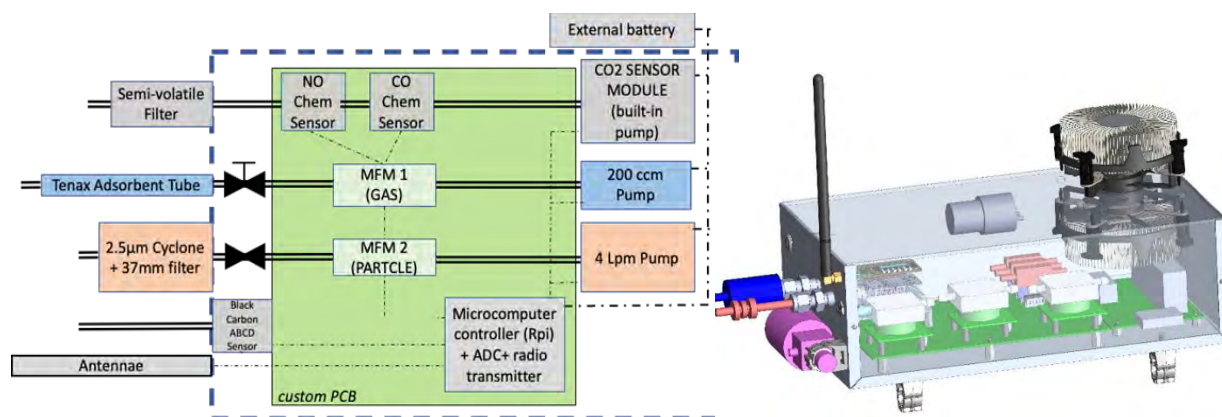 External battery
Semi-volatile
Filter
NO
Chem
Sensor
CO
Chem
Sensor
CO2 SENSOR
MODULE
(built-in
pump)
Tenax Adsorbent Tube
MFM 1
(GAS)
200 ccm
Pump
2.5µm Cyclone
+ 37mm filter
MFM 2
(PARTCLE)
4 Lpm Pump
Black
Carbon
ABCD
Sensor
Microcomputer
controller (Rpi)
+ ADC+ radio
transmitter
Antennae
custom PCB